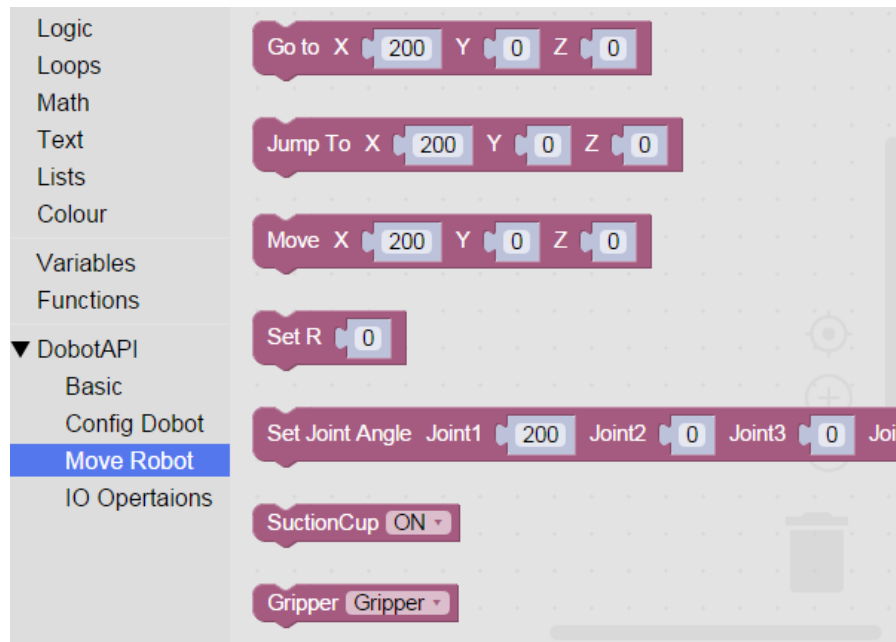 Logic
Loops
Math
Text
Lists
Colour
Variables
Functions
DobotAPI
Basic
Config Dobot
Move Robot
IO Opertaions
Go to X 200 Y 0 Z 0
Jump To X 200 Y 0 Z 0
Move X 200 Y 0 Z 0
Set R 0
Set Joint Angle Joint1 200 Joint2 0 Joint3 0 Joi
SuctionCup ON
Gripper Gripper